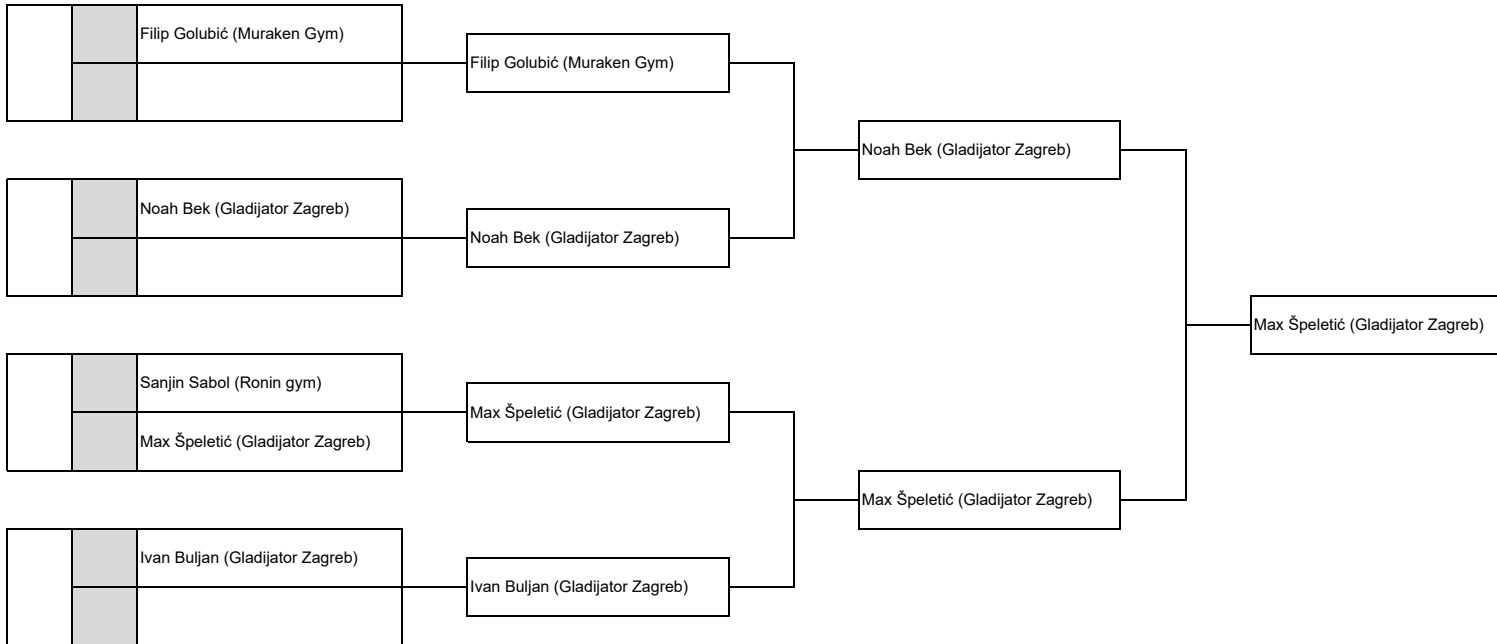 Filip Golubić (Muraken Gym)
Filip Golubić (Muraken Gym)
Noah Bek (Gladijator Zagreb)
Noah Bek (Gladijator Zagreb)
Noah Bek (Gladijator Zagreb)
Max Špeletić (Gladijator Zagreb)
Sanjin Sabol (Ronin gym)
Max Špeletić (Gladijator Zagreb)
Max Špeletić (Gladijator Zagreb)
Max Špeletić (Gladijator Zagreb)
Ivan Buljan (Gladijator Zagreb)
Ivan Buljan (Gladijator Zagreb)